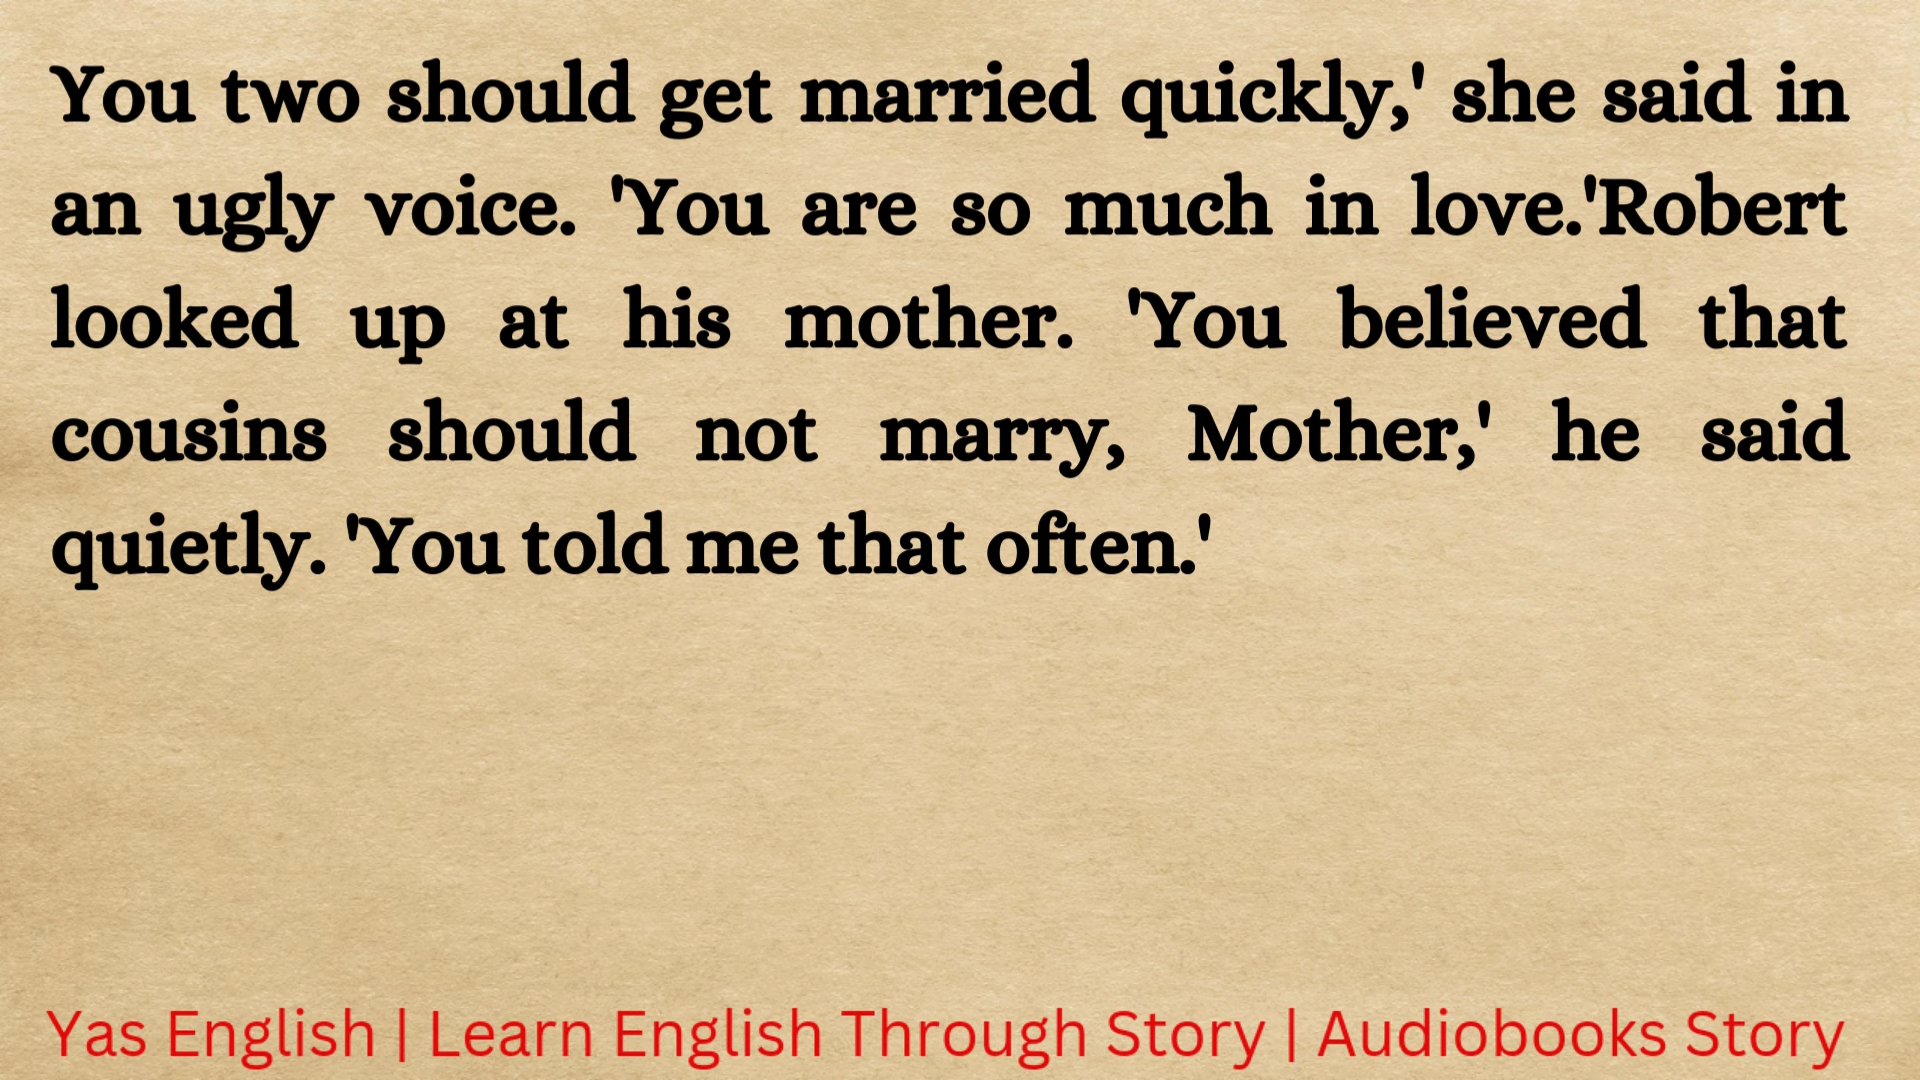 You two should get married quickly,' she said in
an ugly voice. 'You are so much in love.'Robert
looked up at his mother. 'You believed that
cousins should not marry, Mother,' he said
quietly. 'You told me that often.'
Yas English | Learn English Through Story | Audiobooks Story